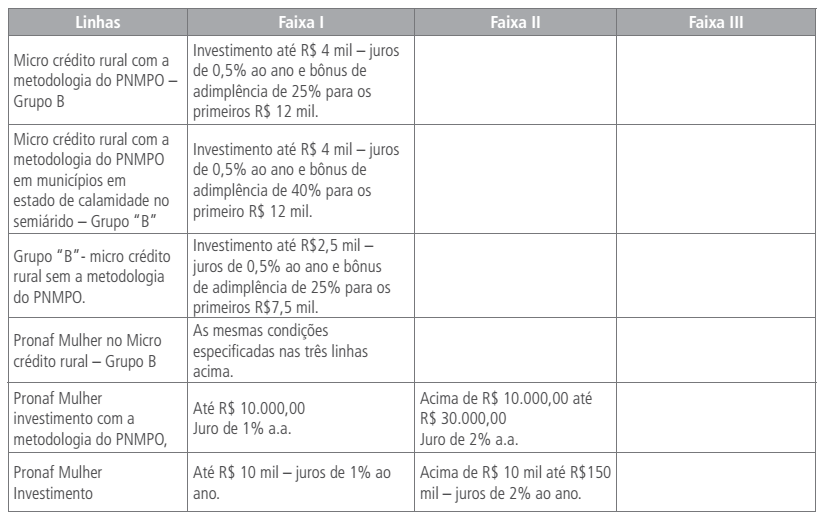 Linhas
Faixa I
Faixa II
Faixa III
Micro crédito rural com a
metodologia do PNMPO –
Grupo B
Investimento até R$ 4 mil – juros
de 0,5% ao ano e bônus de
adimplência de 25% para os
primeiros R$ 12 mil.
Micro crédito rural com a
metodologia do PNMPO
em municípios em
estado de calamidade no
semiárido – Grupo “B”
Investimento até R$ 4 mil – juros
de 0,5% ao ano e bônus de
adimplência de 40% para os
primeiro R$ 12 mil.
Grupo “B”- micro crédito
rural sem a metodologia
do PNMPO.
Investimento até R$2,5 mil –
juros de 0,5% ao ano e bônus
de adimplência de 25% para os
primeiros R$7,5 mil.
Pronaf Mulher no Micro
crédito rural – Grupo B
As mesmas condições
especificadas nas três linhas
acima.
Pronaf Mulher
investimento com a
metodologia do PNMPO,
Até R$ 10.000,00
Juro de 1% a.a.
Acima de R$ 10.000,00 até
R$ 30.000,00
Juro de 2% a.a.
Pronaf Mulher
Investimento
Até R$ 10 mil – juros de 1% ao
ano.
Acima de R$ 10 mil até R$150
mil – juros de 2% ao ano.